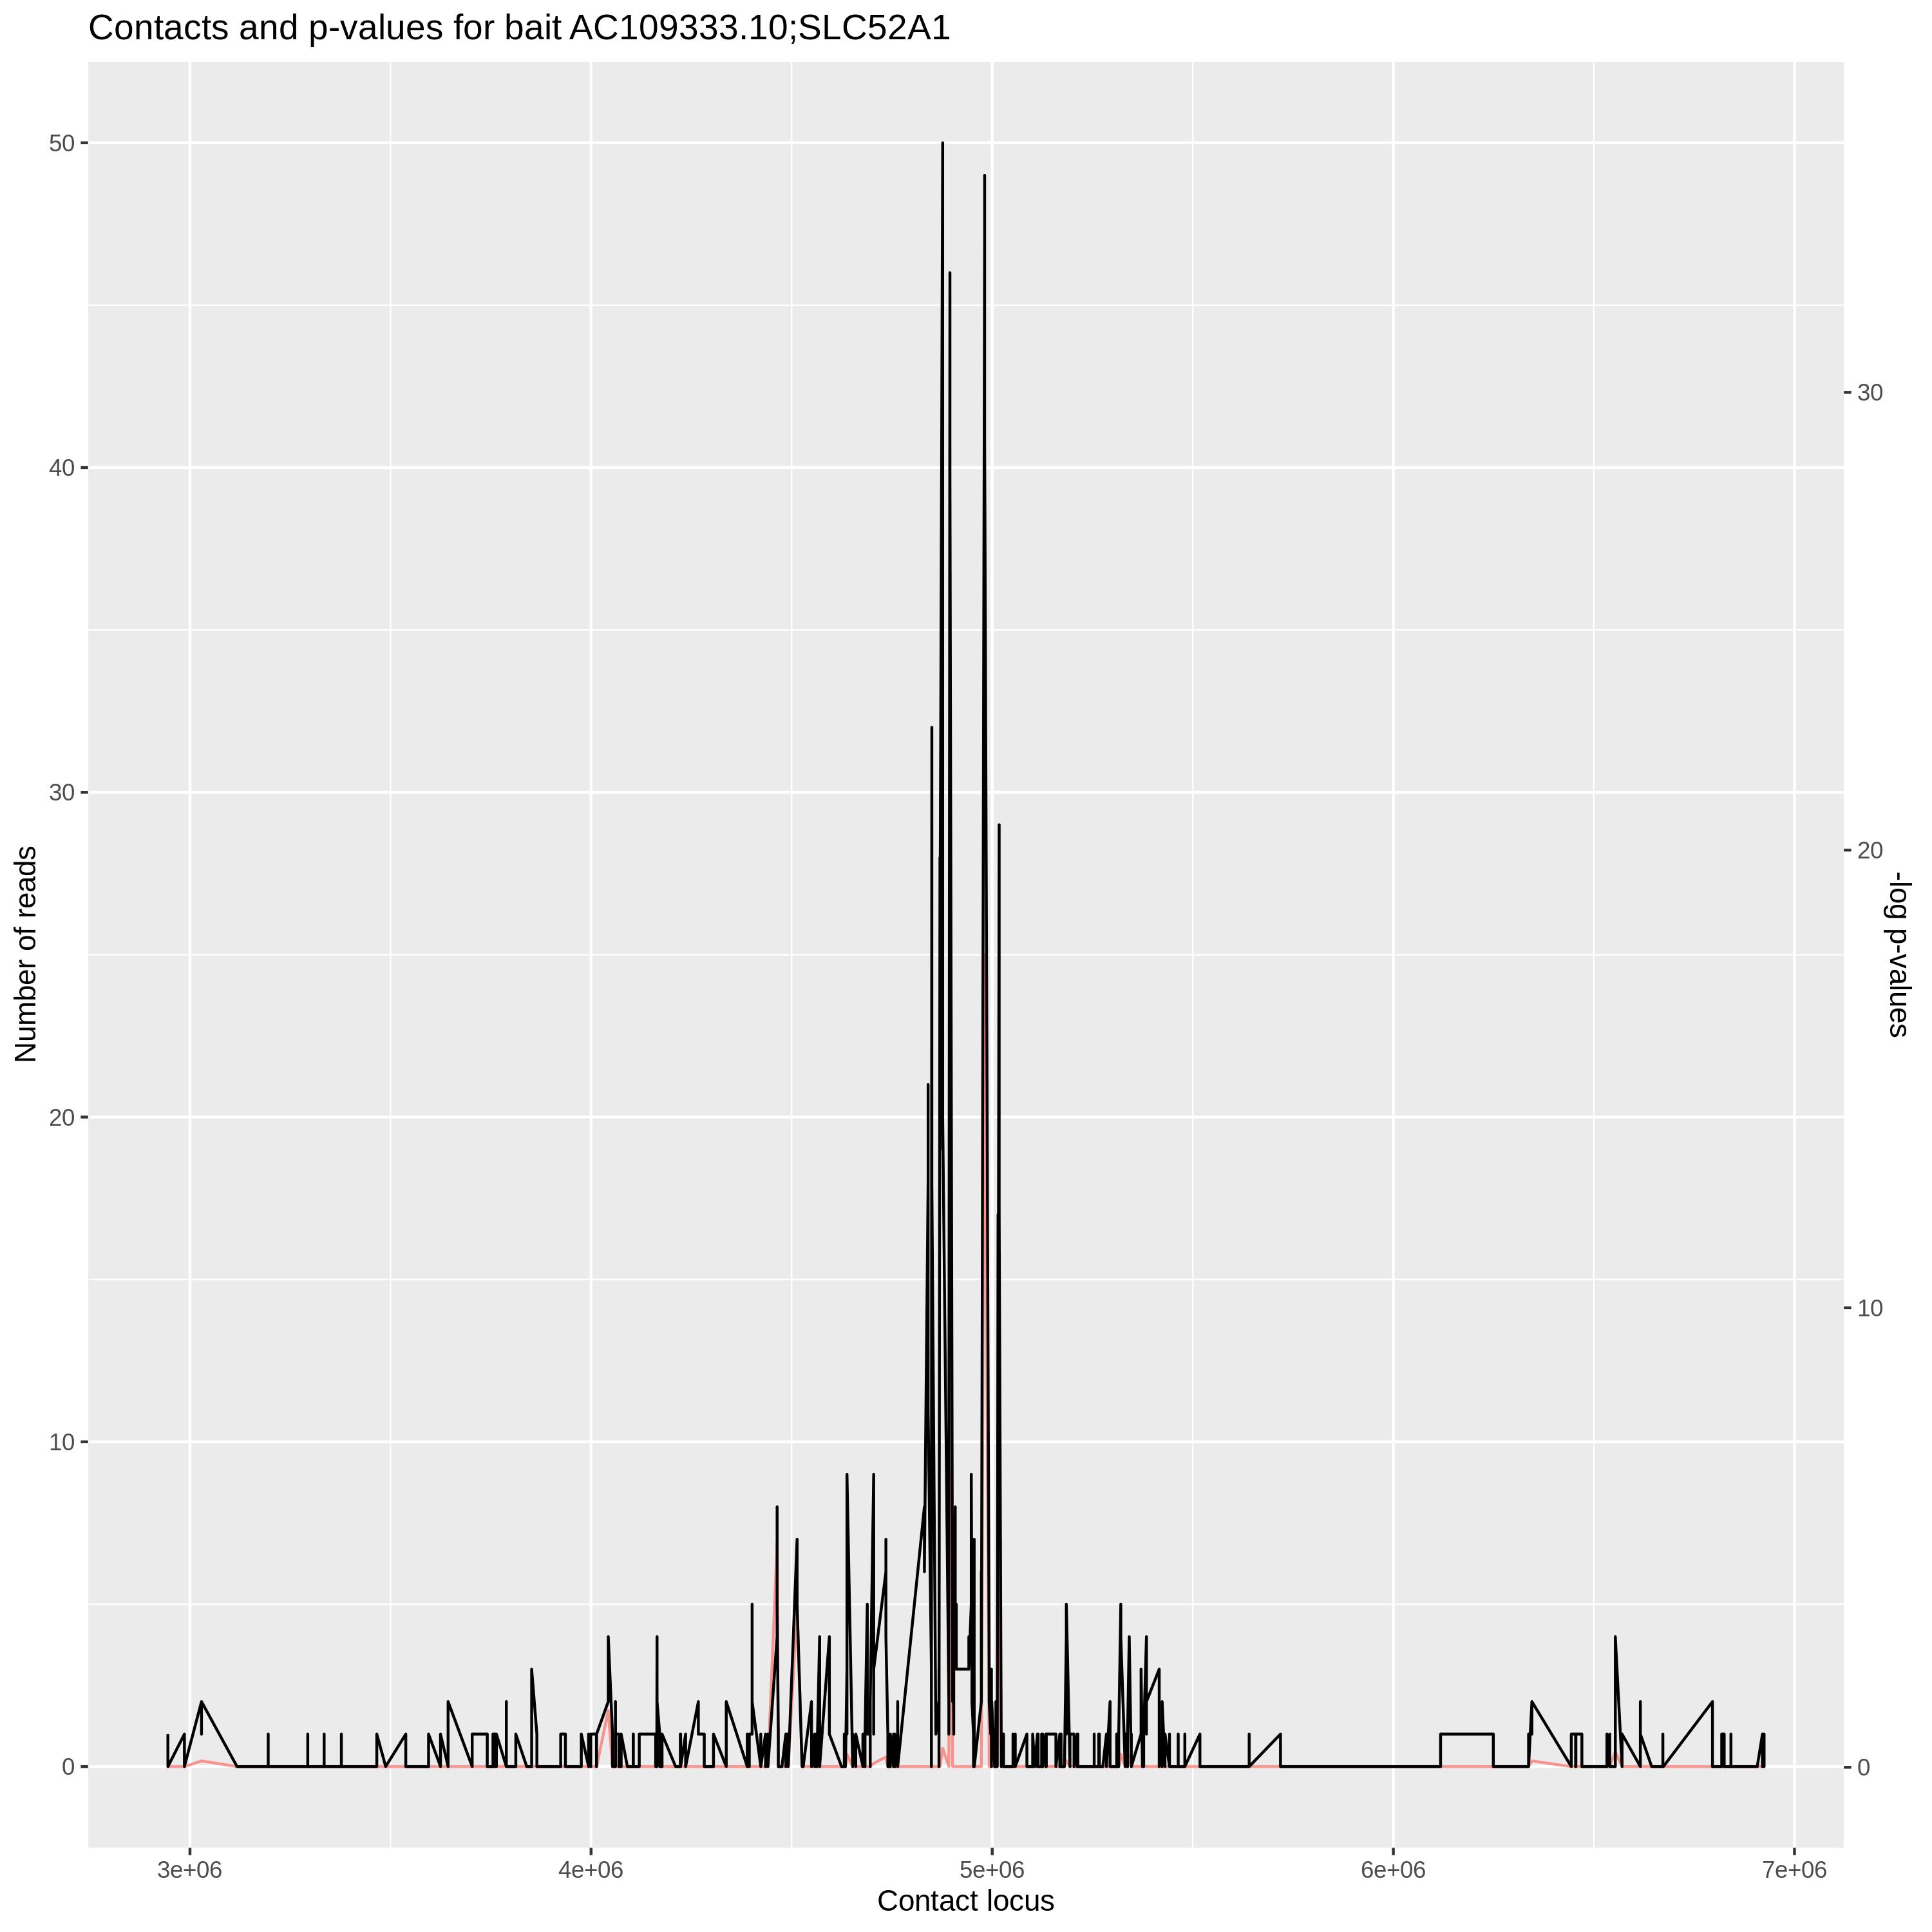 Contacts and p-values for bait AC109333.10;SLC52A1
50
40
30
20
10
0
Number of reads
30
20
10
0
-log p-values
3e+06
4e+06
5e+06
6e+06
7e+06
Contact locus